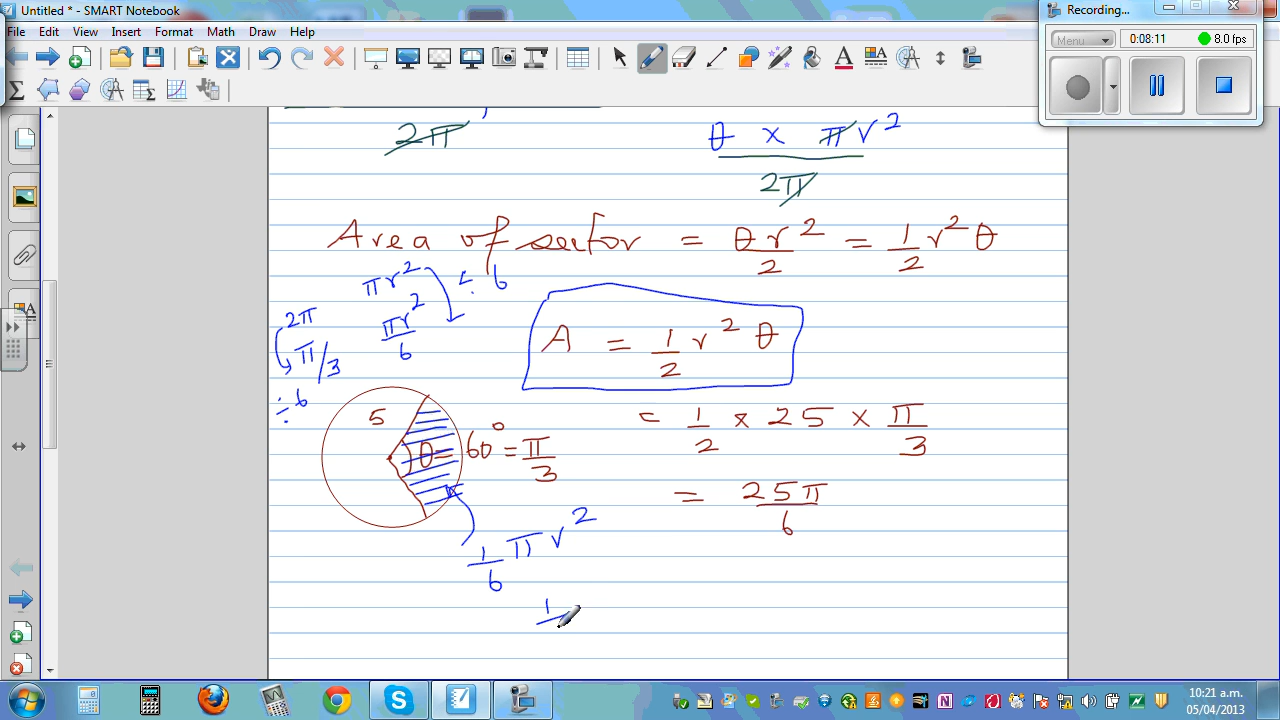 Untitled * - SMART Notebook
File Edit View Insert Format Math Draw Help
Recording...
Menu 0:08:11 8.0 fps
2π , θ × πr²
2π
Area of sector = θr²/2 = 1/2 r²θ
πr² ÷ 6
2π πr²/6
π/3
A = 1/2 r² θ
÷6
5 = 1/2 × 25 × π/3
θ = 60° = π/3
= 25π/6
1/6 πr²
1
10:21 a.m.
05/04/2013